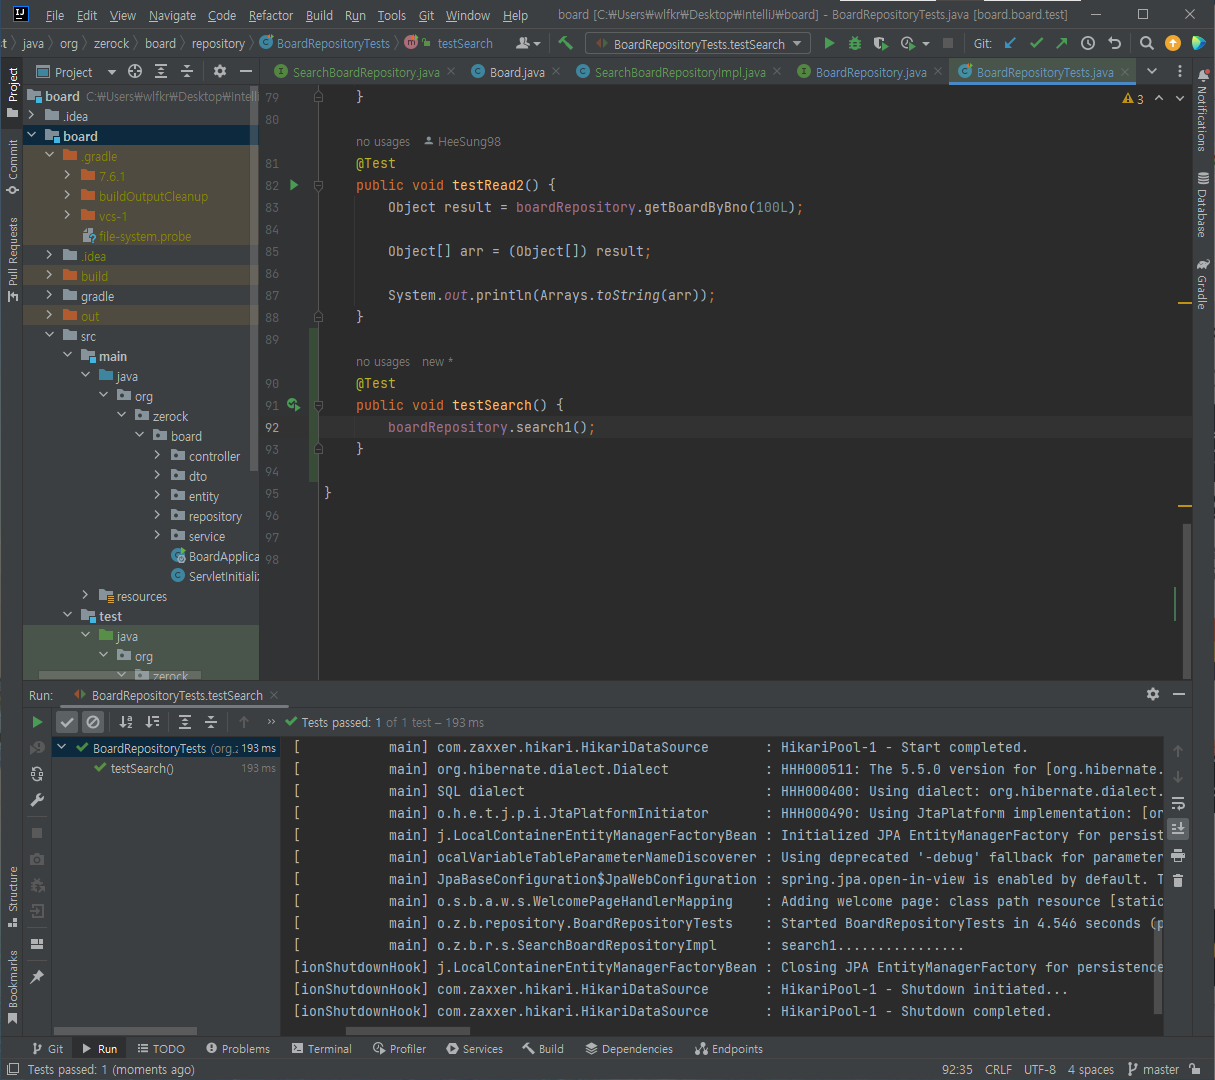 File Edit View Navigate Code Refactor Build Run Tools Git Window Help board [C:₩Users₩wlfkr₩Desktop₩IntelliJ₩board] - BoardRepositoryTests.java [board.board.test]
t java org zerock board repository BoardRepositoryTests testSearch BoardRepositoryTests.testSearch Git:
Project SearchBoardRepository.java Board.java SearchBoardRepositoryImpl.java BoardRepository.java BoardRepositoryTests.java
Project
Commit
Pull Requests
Structure
Bookmarks
board C:₩Users₩wlfkr₩Desktop₩Intelli
.idea
board
.gradle
7.6.1
buildOutputCleanup
vcs-1
file-system.probe
.idea
build
gradle
out
src
main
java
org
zerock
board
controller
dto
entity
repository
service
BoardApplica
ServletInitializ
resources
test
java
org
zerock
3
79 }
80
no usages HeeSung98
81 @Test
82 public void testRead2() {
83 Object result = boardRepository.getBoardByBno(100L);
84
85 Object[] arr = (Object[]) result;
86
87 System.out.println(Arrays.toString(arr));
88 }
89
no usages new *
90 @Test
91 public void testSearch() {
92 boardRepository.search1();
93 }
94
95 }
96
97
98
Notifications
Database
Gradle
Run: BoardRepositoryTests.testSearch
Tests passed: 1 of 1 test – 193 ms
BoardRepositoryTests (org.z 193 ms
testSearch() 193 ms
[ main] com.zaxxer.hikari.HikariDataSource : HikariPool-1 - Start completed.
[ main] org.hibernate.dialect.Dialect : HHH000511: The 5.5.0 version for [org.hibernate.
[ main] SQL dialect : HHH000400: Using dialect: org.hibernate.dialect.
[ main] o.h.e.t.j.p.i.JtaPlatformInitiator : HHH000490: Using JtaPlatform implementation: [or
[ main] j.LocalContainerEntityManagerFactoryBean : Initialized JPA EntityManagerFactory for persist
[ main] ocalVariableTableParameterNameDiscoverer : Using deprecated '-debug' fallback for parameter
[ main] JpaBaseConfiguration$JpaWebConfiguration : spring.jpa.open-in-view is enabled by default. T
[ main] o.s.b.a.w.s.WelcomePageHandlerMapping : Adding welcome page: class path resource [static
[ main] o.z.b.repository.BoardRepositoryTests : Started BoardRepositoryTests in 4.546 seconds (p
[ main] o.z.b.r.s.SearchBoardRepositoryImpl : search1................
[ionShutdownHook] j.LocalContainerEntityManagerFactoryBean : Closing JPA EntityManagerFactory for persistence
[ionShutdownHook] com.zaxxer.hikari.HikariDataSource : HikariPool-1 - Shutdown initiated...
[ionShutdownHook] com.zaxxer.hikari.HikariDataSource : HikariPool-1 - Shutdown completed.
Git Run TODO Problems Terminal Profiler Services Build Dependencies Endpoints
Tests passed: 1 (moments ago) 92:35 CRLF UTF-8 4 spaces master